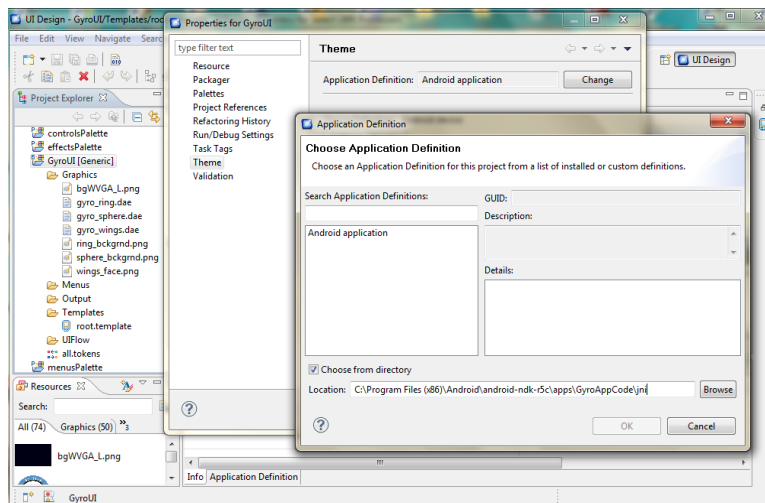 UI Design - GyroUI/Templates/roo
File Edit View Navigate Searc
UI Design
Project Explorer
controlsPalette
effectsPalette
GyroUI [Generic]
Graphics
bgWVGA_L.png
gyro_ring.dae
gyro_sphere.dae
gyro_wings.dae
ring_bckgrnd.png
sphere_bckgrnd.png
wings_face.png
Menus
Output
Templates
root.template
UIFlow
all.tokens
menusPalette
Resources
Search:
All (74) Graphics (50) »3
bgWVGA_L.png
GyroUI
Info Application Definition
Properties for GyroUI
type filter text
Resource
Packager
Palettes
Project References
Refactoring History
Run/Debug Settings
Task Tags
Theme
Validation
Theme
Application Definition: Android application Change
Application Definition
Choose Application Definition
Choose an Application Definition for this project from a list of installed or custom definitions.
Search Application Definitions:
Android application
GUID:
Description:
Details:
Choose from directory
Location: C:\Program Files (x86)\Android\android-ndk-r5c\apps\GyroAppCode\jni Browse
OK Cancel